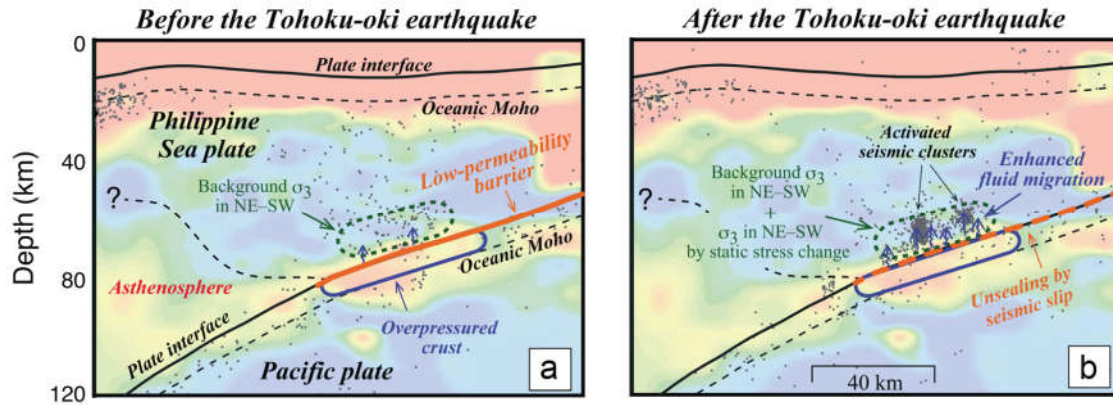 Before the Tohoku-oki earthquake
After the Tohoku-oki earthquake
Depth (km)
0
40
80
120
Plate interface
Oceanic Moho
Philippine
Sea plate
Low-permeability
barrier
Background σ3
in NE–SW
?
Oceanic Moho
Asthenosphere
Overpressured
crust
Plate interface
Pacific plate
a
Activated
seismic clusters
Enhanced
fluid migration
Background σ3
in NE–SW
+
σ3 in NE–SW
by static stress change
?
Unsealing by
seismic slip
40 km
b